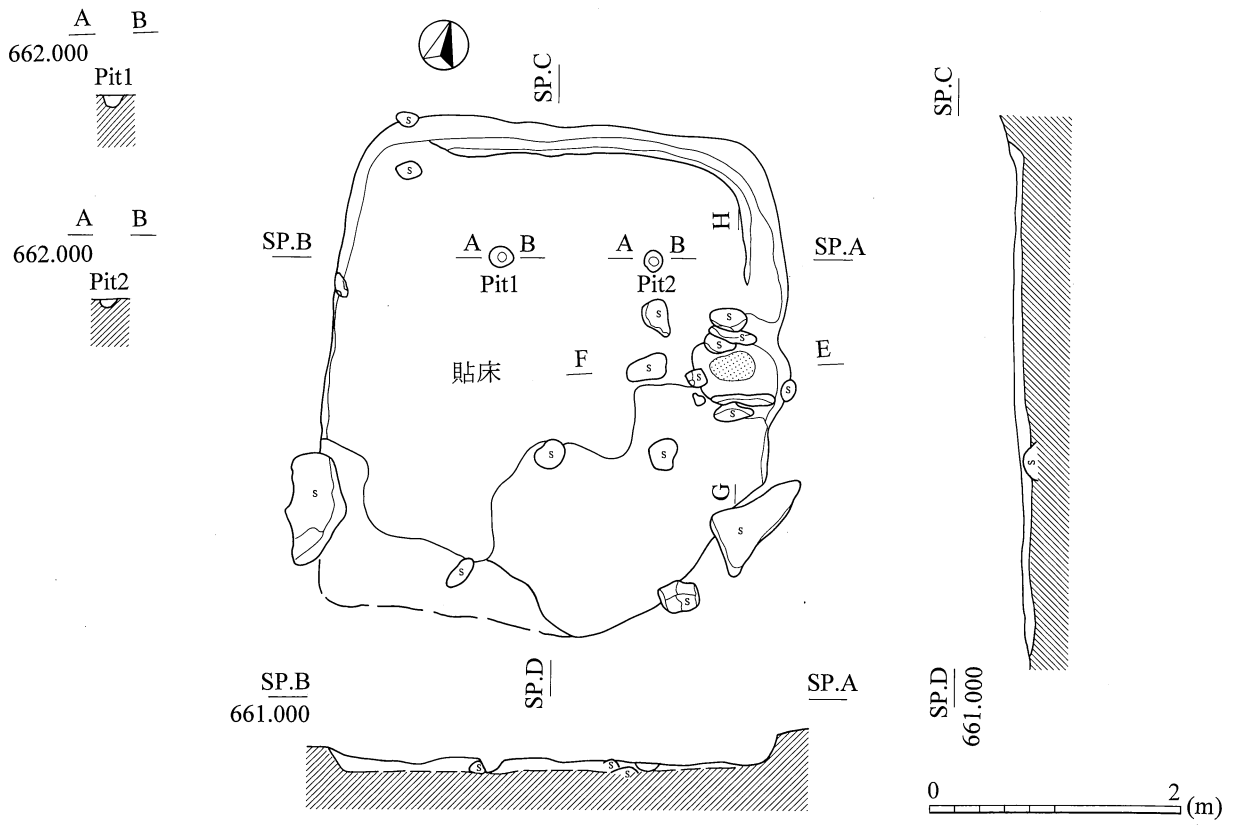 A B
662.000
Pit1
A B
662.000
Pit2
SP.C
SP.C
s
s
SP.B
A B
Pit1
A B
Pit2
H
SP.A
s
s
s
s
F
E
貼床
s
s
s
s
s
s
s
G
s
s
s
s
SP.D
SP.B
661.000
SP.A
s
s
s
SP.D
661.000
0 2 (m)